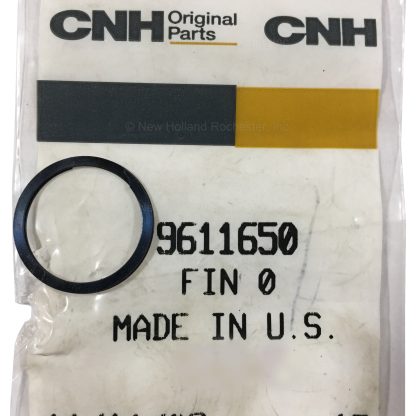 CNH Original Parts CNH
© New Holland Rochester, Inc
9611650
FIN 0
MADE IN U.S.